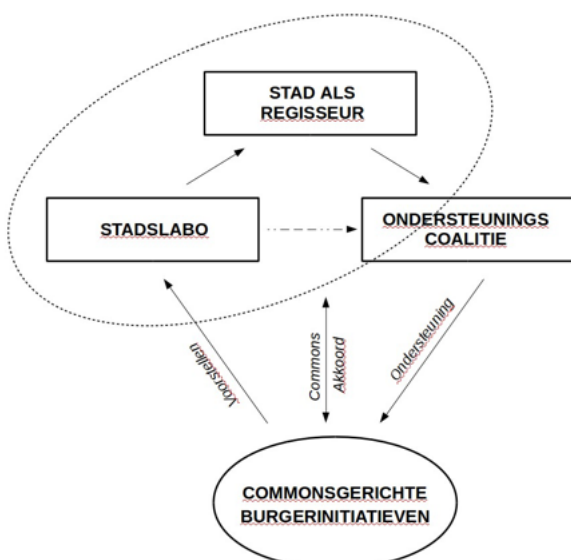 STAD ALS
REGISSEUR
STADSLABO
ONDERSTEUNINGS
COALITIE
Voorstellen
Commons
Akkoord
Ondersteuning
COMMONSGERICHTE
BURGERINITIATIEVEN